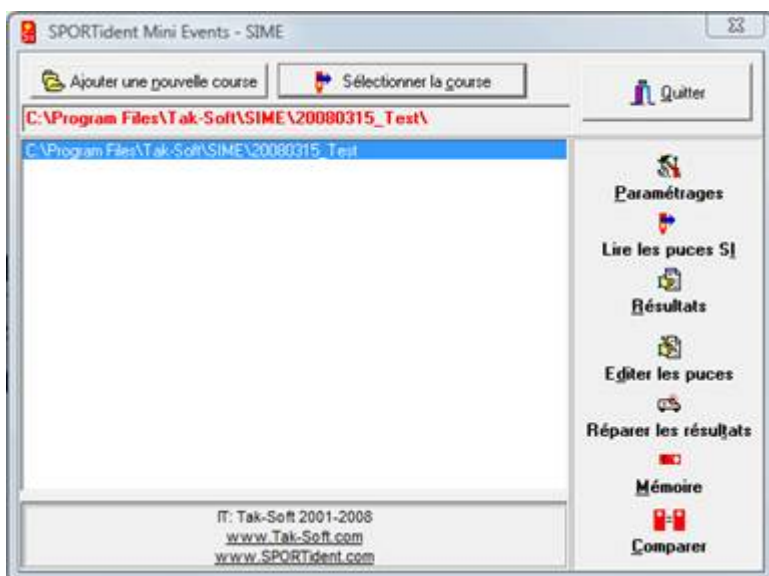 SPORTident Mini Events - SIME
Ajouter une nouvelle course
Sélectionner la course
Quitter
C:\Program Files\Tak-Soft\SIME\20080315_Test\
C:\Program Files\Tak-Soft\SIME\20080315_Test
Paramétrages
Lire les puces SI
Résultats
Editer les puces
Réparer les résultats
Mémoire
Comparer
IT: Tak-Soft 2001-2008
www.Tak-Soft.com
www.SPORTident.com